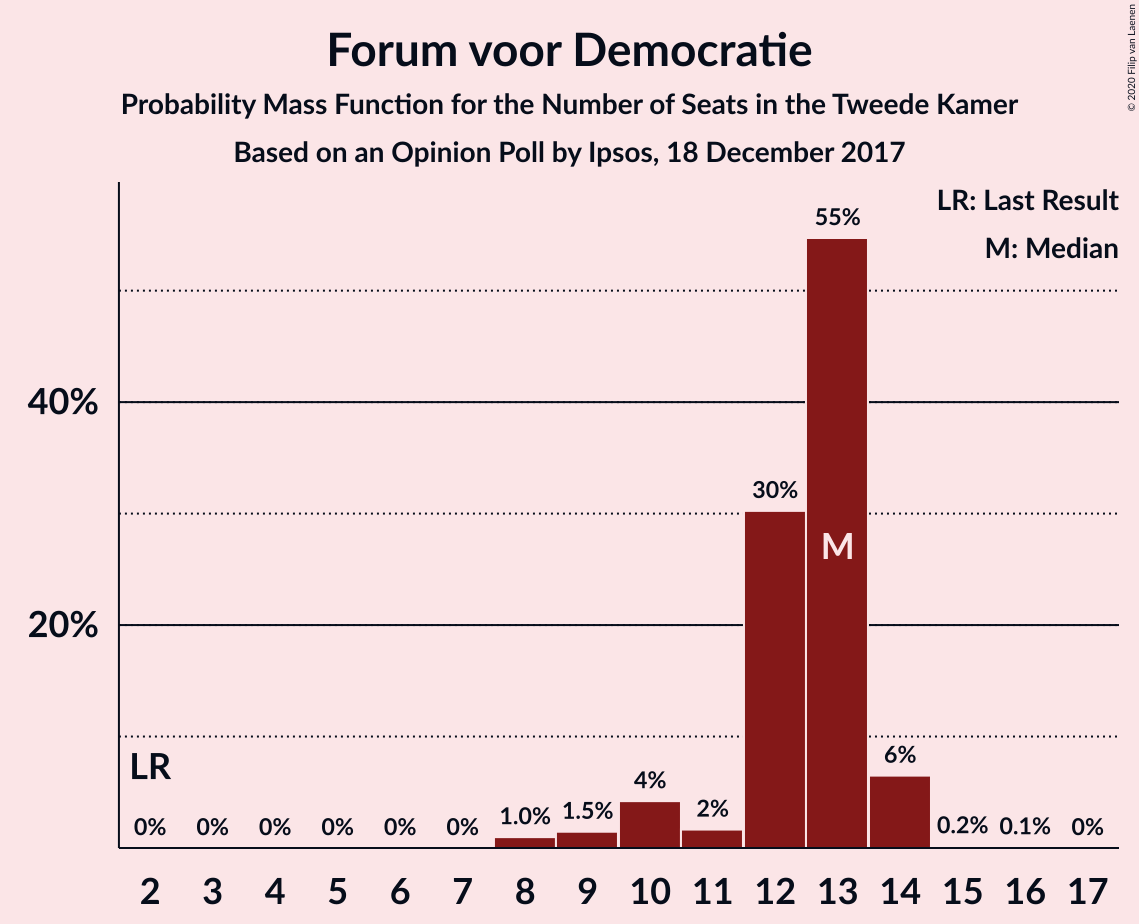 Forum voor Democratie
Probability Mass Function for the Number of Seats in the Tweede Kamer
Based on an Opinion Poll by Ipsos, 18 December 2017
© 2020 Filip van Laenen
LR: Last Result
M: Median
55%
40%
30%
M
20%
LR
6%
4%
0% 0% 0% 0% 0% 0% 1.0% 1.5% 2% 0.2% 0.1% 0%
2 3 4 5 6 7 8 9 10 11 12 13 14 15 16 17